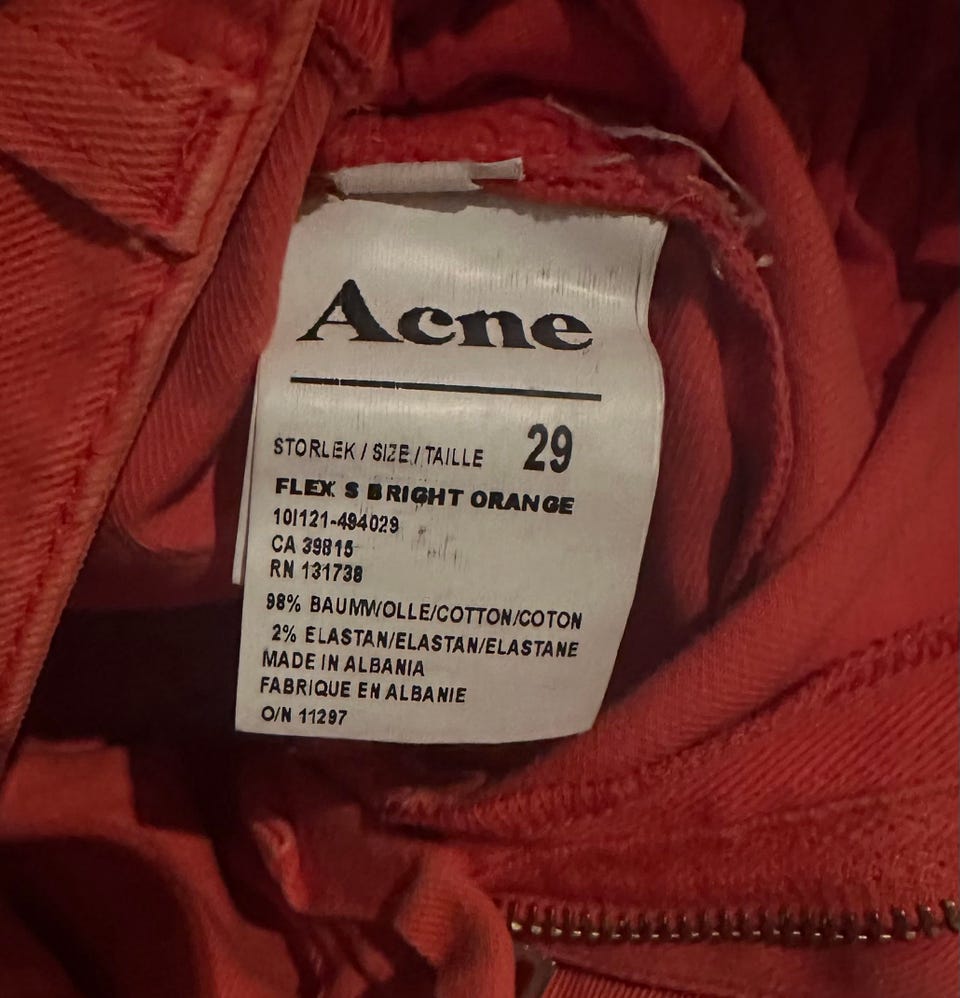 Acne
STORLEK / SIZE / TAILLE 29
FLEX S BRIGHT ORANGE
10I121-494029
CA 39815
RN 131738
98% BAUMWOLLE/COTTON/COTON
2% ELASTAN/ELASTAN/ELASTANE
MADE IN ALBANIA
FABRIQUE EN ALBANIE
O/N 11297